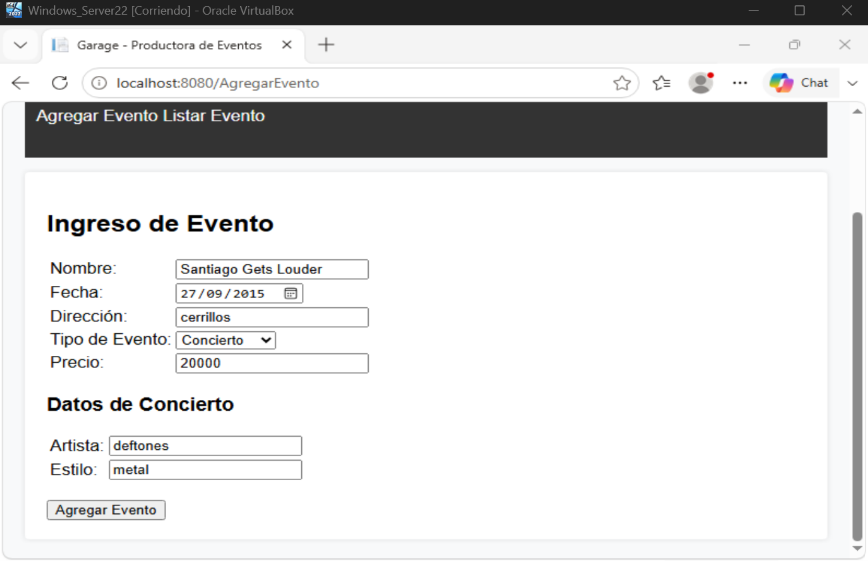 Windows_Server22 [Corriendo] - Oracle VirtualBox
Garage - Productora de Eventos
localhost:8080/AgregarEvento
Chat
Agregar Evento Listar Evento
Ingreso de Evento
Nombre: Santiago Gets Louder
Fecha: 27/09/2015
Dirección: cerrillos
Tipo de Evento: Concierto
Precio: 20000
Datos de Concierto
Artista: deftones
Estilo: metal
Agregar Evento